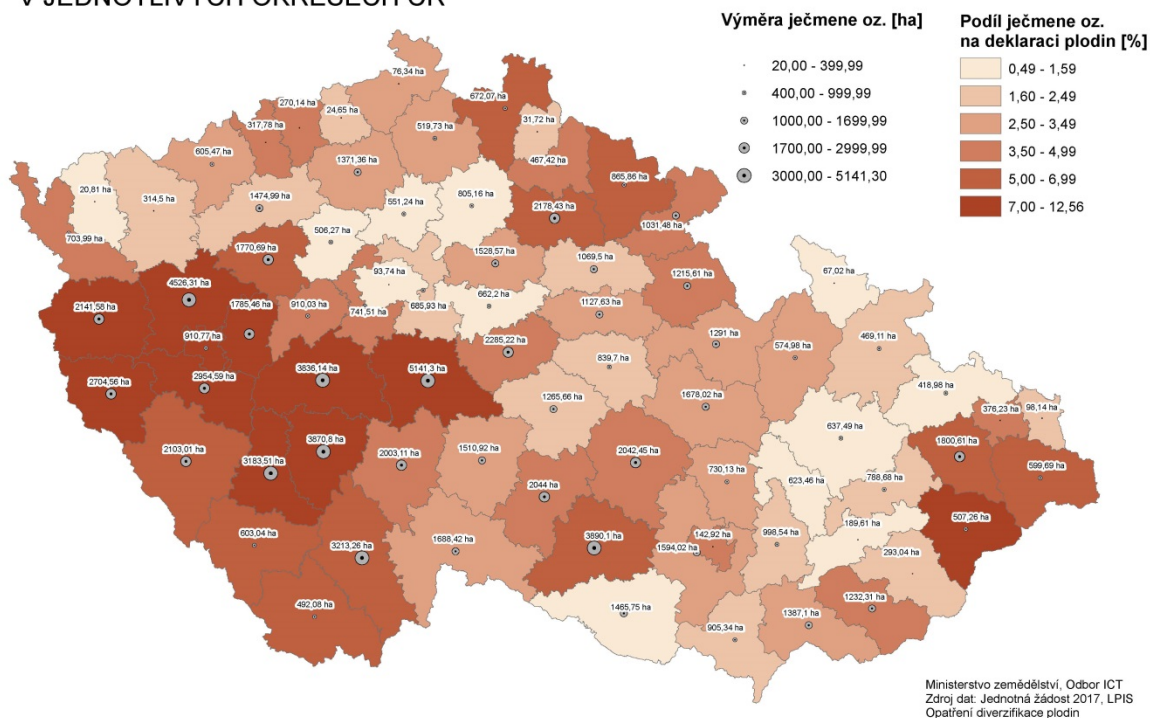 V JEDNOTLIVÝCH OKRESECH ČR
Výměra ječmene oz. [ha]
20,00 - 399,99
400,00 - 999,99
1000,00 - 1699,99
1700,00 - 2999,99
3000,00 - 5141,30
Podíl ječmene oz.
na deklaraci plodin [%]
0,49 - 1,59
1,60 - 2,49
2,50 - 3,49
3,50 - 4,99
5,00 - 6,99
7,00 - 12,56
76,34 ha
672,07 ha
270,14 ha
24,65 ha
31,72 ha
317,78 ha
519,73 ha
605,47 ha
1371,36 ha
467,42 ha
865,86 ha
20,81 ha
314,5 ha
1474,99 ha
551,24 ha
805,16 ha
2178,43 ha
1031,48 ha
703,99 ha
506,27 ha
1770,69 ha
1528,57 ha
1069,5 ha
93,74 ha
67,02 ha
4526,31 ha
2141,58 ha
1785,46 ha
910,03 ha
741,51 ha
685,93 ha
662,2 ha
1127,63 ha
1215,61 ha
910,77 ha
2285,22 ha
1291 ha
574,98 ha
469,11 ha
839,7 ha
2704,56 ha
2954,59 ha
3836,14 ha
5141,3 ha
418,98 ha
1265,66 ha
1678,02 ha
376,23 ha
98,14 ha
637,49 ha
2103,01 ha
3183,51 ha
3870,8 ha
2003,11 ha
1510,92 ha
2042,45 ha
1800,61 ha
599,69 ha
730,13 ha
623,46 ha
788,68 ha
2044 ha
507,26 ha
189,61 ha
603,04 ha
3213,26 ha
1688,42 ha
3890,1 ha
1594,02 ha
142,92 ha
998,54 ha
293,04 ha
492,08 ha
1465,75 ha
905,34 ha
1387,1 ha
1232,31 ha
Ministerstvo zemědělství, Odbor ICT
Zdroj dat: Jednotná žádost 2017, LPIS
Opatření diverzifikace plodin